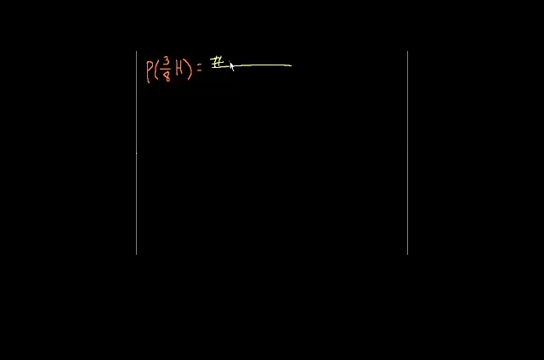 P(3/8 H) = #